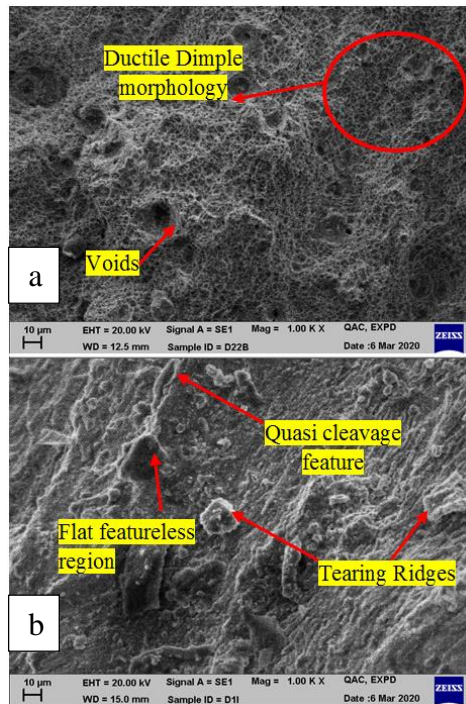 Ductile Dimple
morphology
Voids
a
10 µm
EHT = 20.00 kV Signal A = SE1 Mag = 1.00 K X QAC, EXPD
WD = 12.5 mm Sample ID = D22B Date :6 Mar 2020
ZEISS
Quasi cleavage
feature
Flat featureless
region
Tearing Ridges
b
10 µm
EHT = 20.00 kV Signal A = SE1 Mag = 1.00 K X QAC, EXPD
WD = 15.0 mm Sample ID = D1I Date :6 Mar 2020
ZEISS